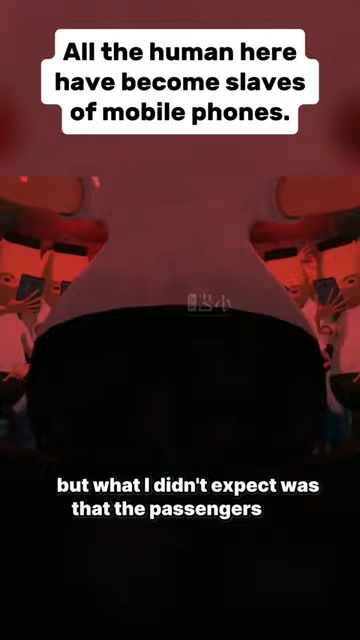 All the human here
have become slaves
of mobile phones.
but what I didn't expect was
that the passengers